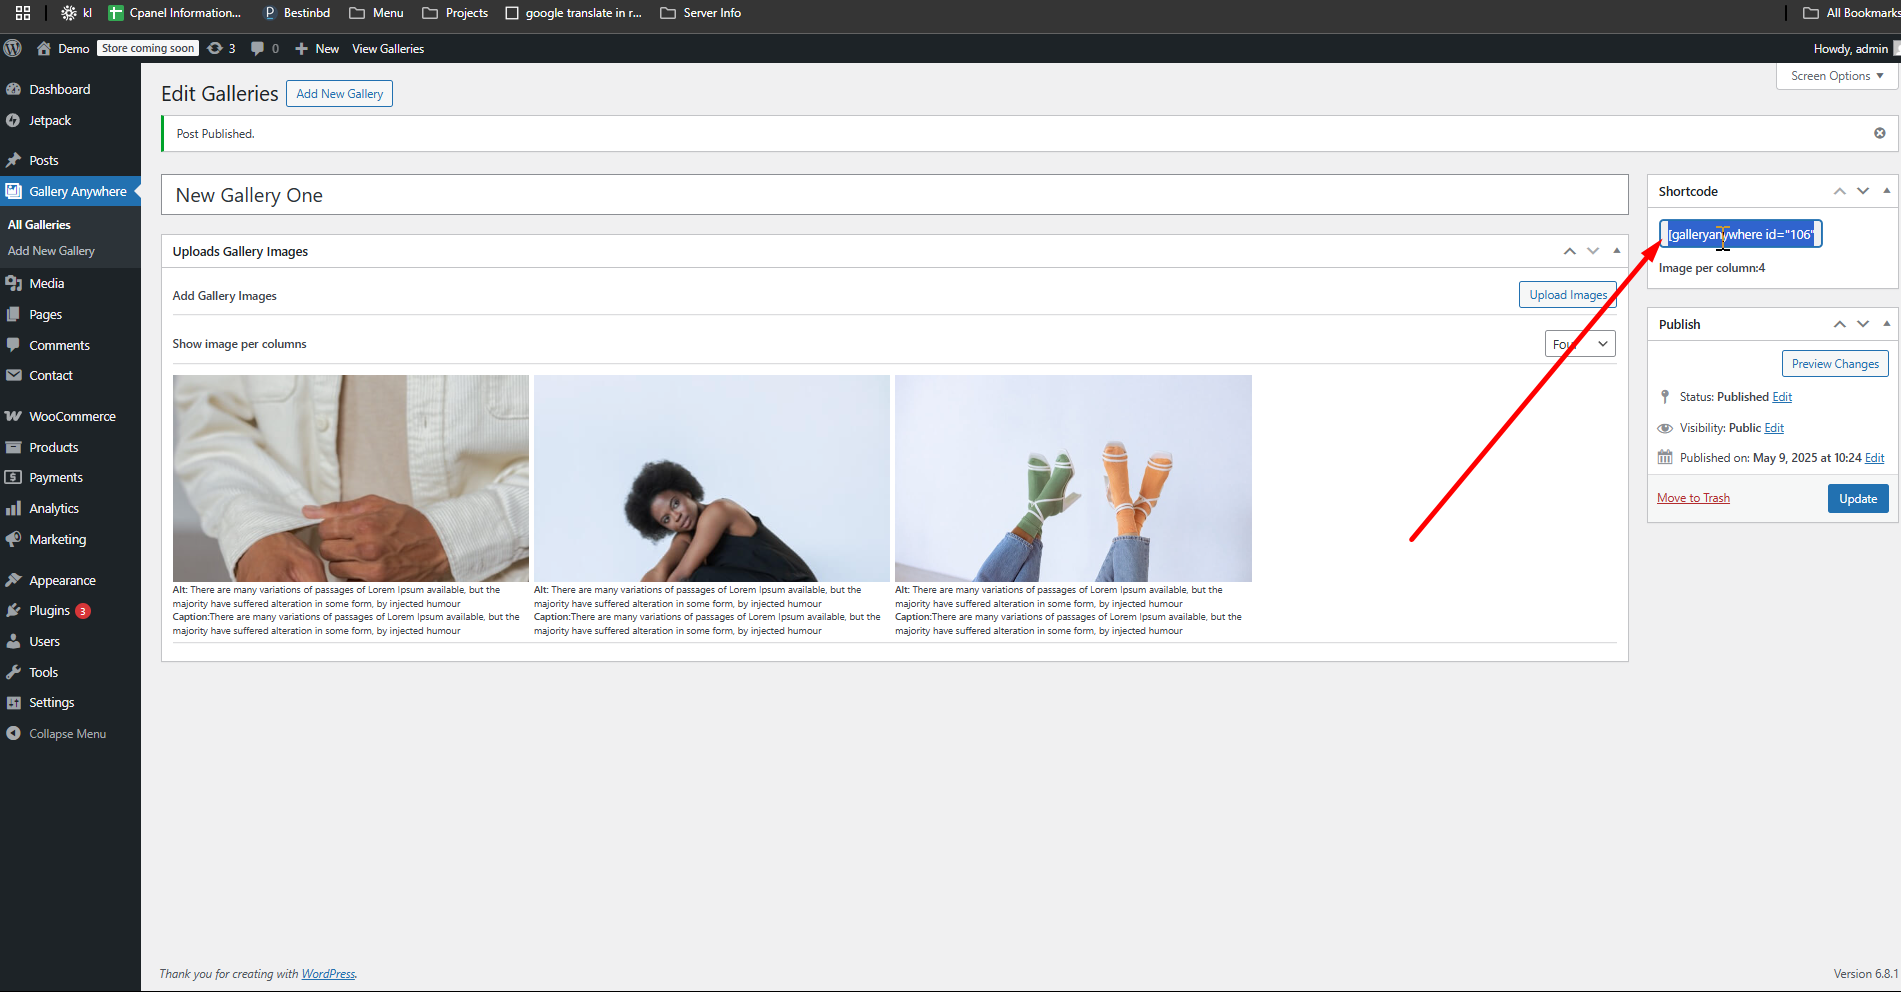 kl
Cpanel Information...
Bestinbd
Menu
Projects
google translate in r...
Server Info
All Bookmarks
Demo
Store coming soon
3
0
New
View Galleries
Howdy, admin
Screen Options
Dashboard
Jetpack
Posts
Gallery Anywhere
All Galleries
Add New Gallery
Media
Pages
Comments
Contact
WooCommerce
Products
Payments
Analytics
Marketing
Appearance
Plugins 3
Users
Tools
Settings
Collapse Menu
Edit Galleries
Add New Gallery
Post Published.
New Gallery One
Uploads Gallery Images
Add Gallery Images
Upload Images
Show image per columns
Four
Alt: There are many variations of passages of Lorem Ipsum available, but the
majority have suffered alteration in some form, by injected humour
Caption:There are many variations of passages of Lorem Ipsum available, but the
majority have suffered alteration in some form, by injected humour
Alt: There are many variations of passages of Lorem Ipsum available, but the
majority have suffered alteration in some form, by injected humour
Caption:There are many variations of passages of Lorem Ipsum available, but the
majority have suffered alteration in some form, by injected humour
Alt: There are many variations of passages of Lorem Ipsum available, but the
majority have suffered alteration in some form, by injected humour
Caption:There are many variations of passages of Lorem Ipsum available, but the
majority have suffered alteration in some form, by injected humour
Shortcode
[galleryanywhere id="106"
Image per column:4
Publish
Preview Changes
Status: Published Edit
Visibility: Public Edit
Published on: May 9, 2025 at 10:24 Edit
Move to Trash
Update
Thank you for creating with WordPress.
Version 6.8.1